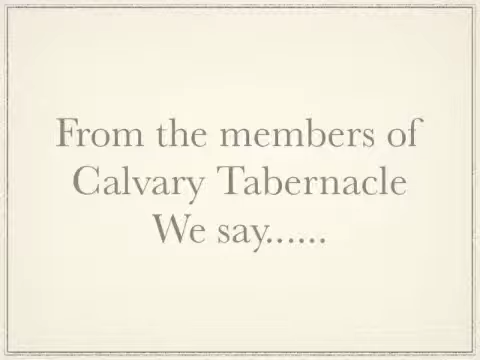 From the members of
Calvary Tabernacle
We say......